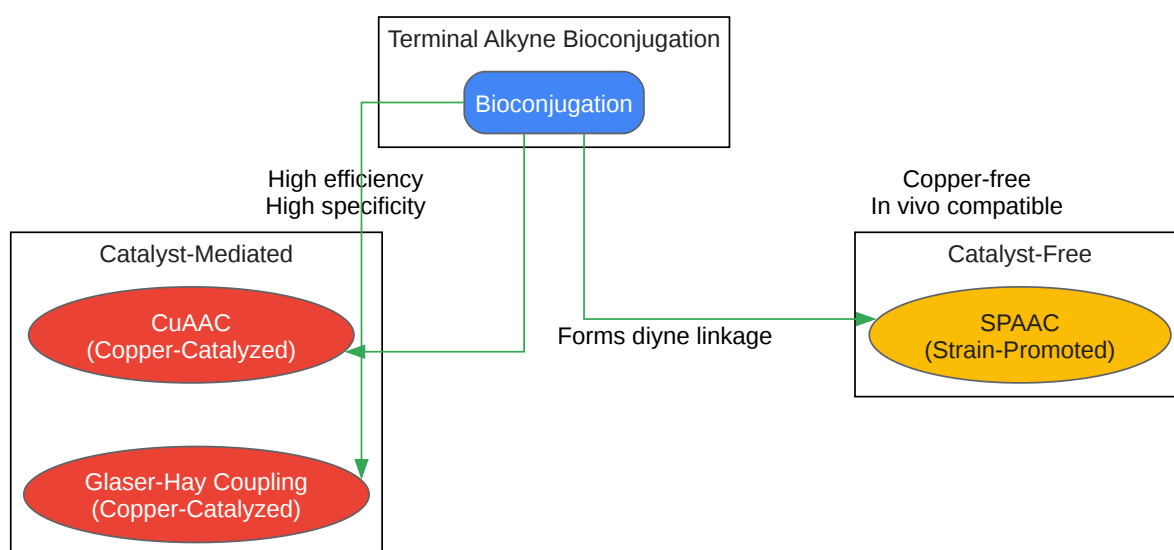 Terminal Alkyne Bioconjugation
Bioconjugation
High efficiency
High specificity
Copper-free
In vivo compatible
Catalyst-Mediated
Catalyst-Free
CuAAC
(Copper-Catalyzed)
Forms diyne linkage
SPAAC
(Strain-Promoted)
Glaser-Hay Coupling
(Copper-Catalyzed)